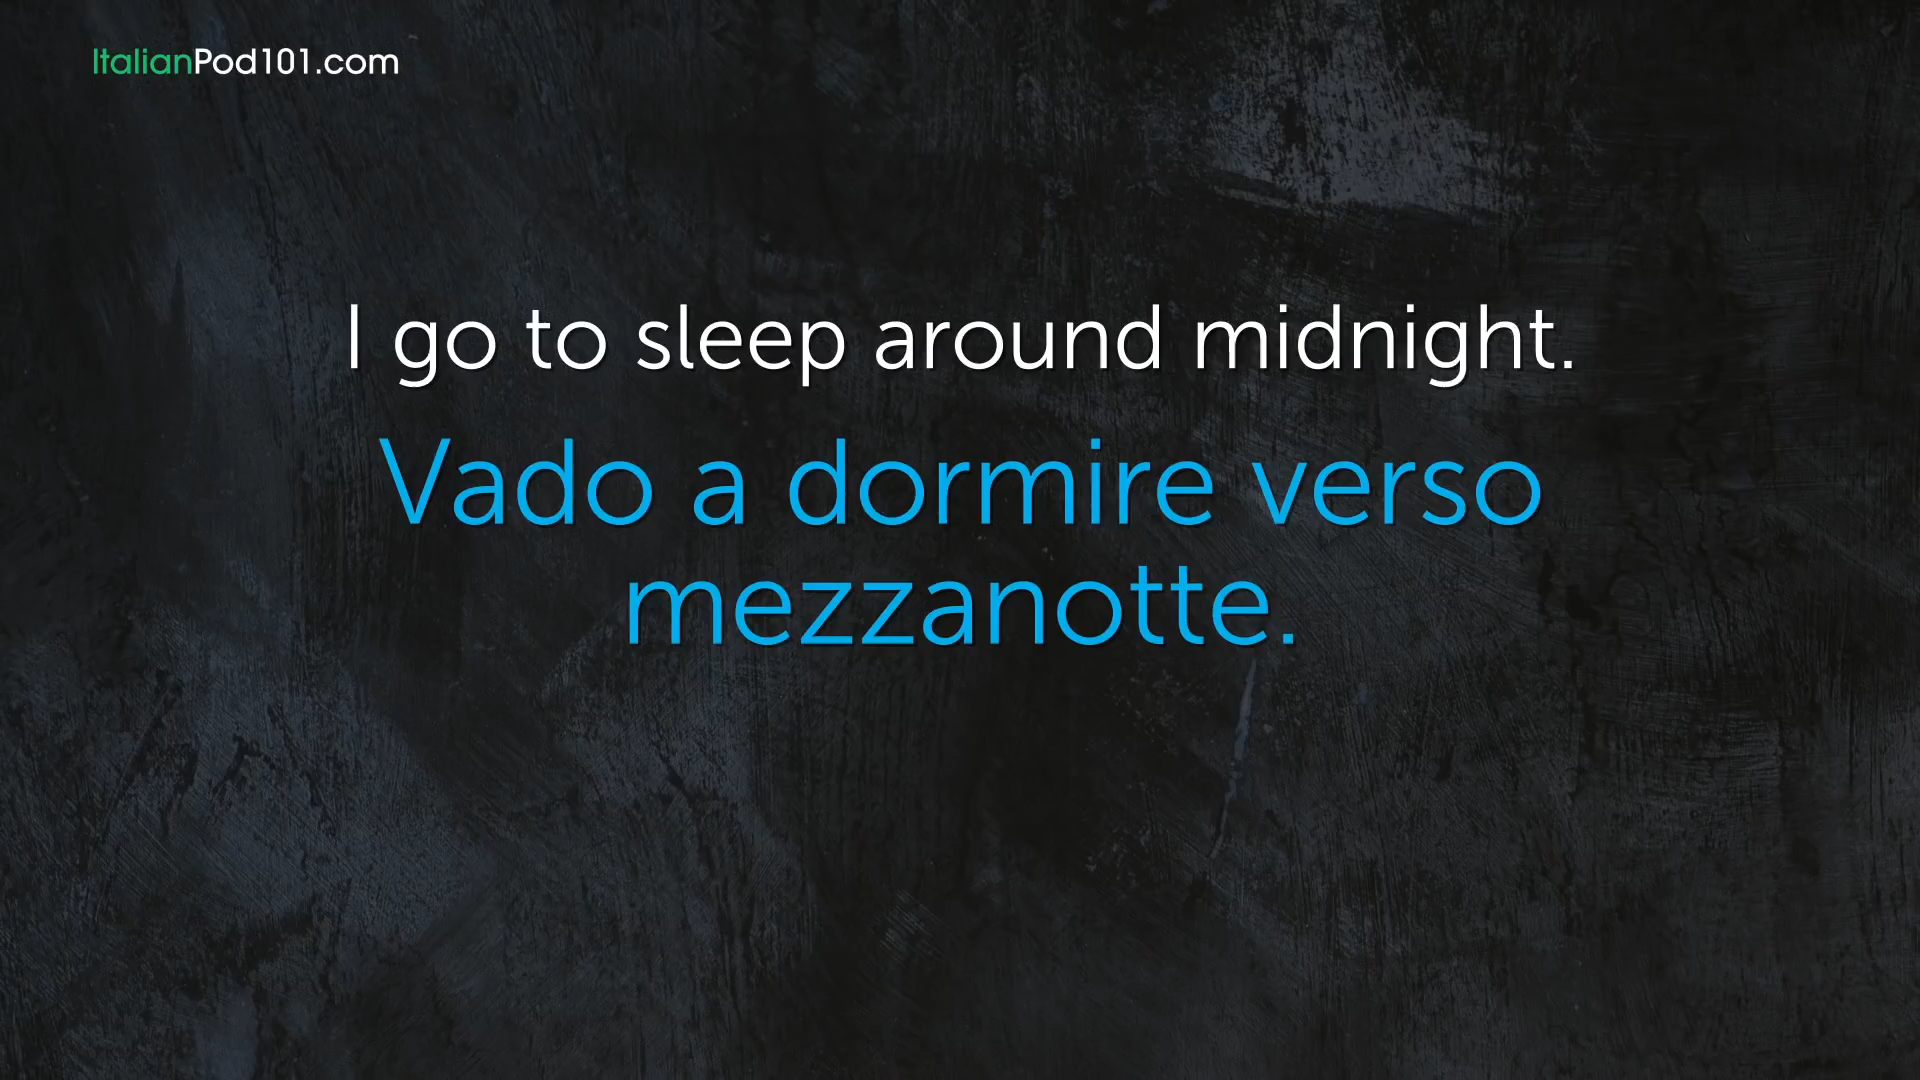 ItalianPod101.com
I go to sleep around midnight.
Vado a dormire verso
mezzanotte.